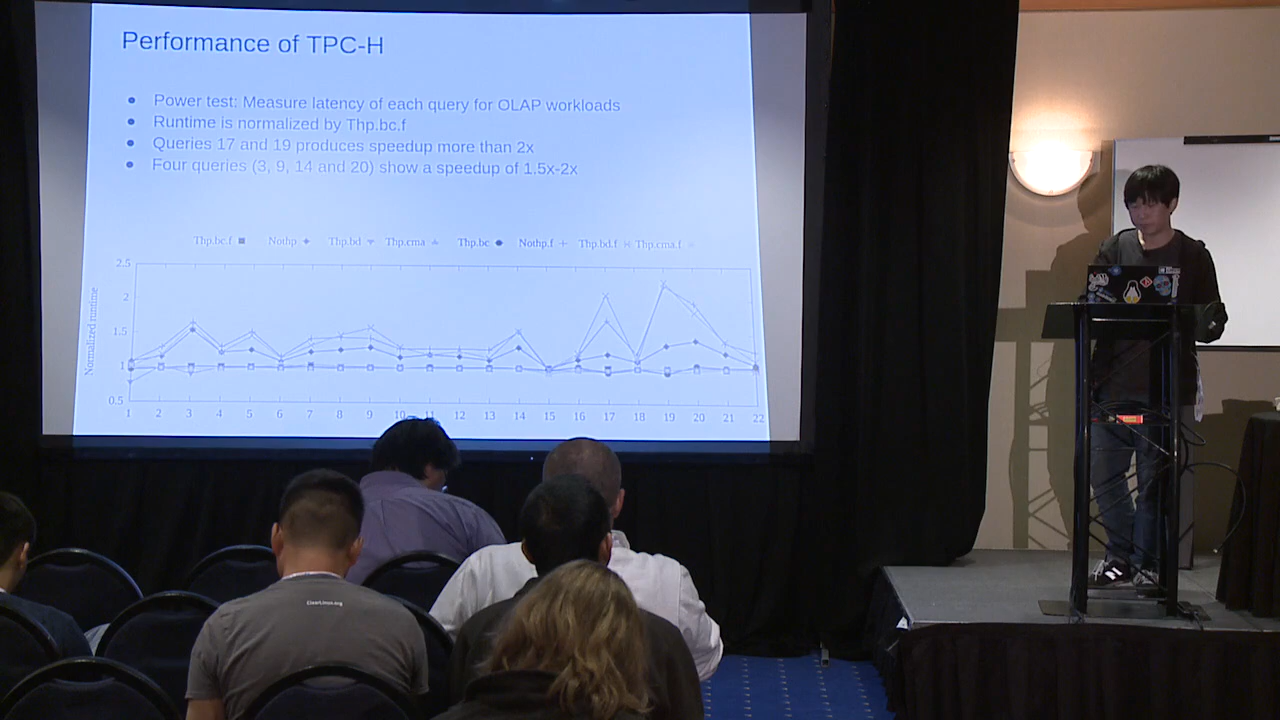 Performance of TPC-H
Power test: Measure latency of each query for OLAP workloads
Runtime is normalized by Thp.bc.f
Queries 17 and 19 produces speedup more than 2x
Four queries (3, 9, 14 and 20) show a speedup of 1.5x-2x
Thp.bc.f Nothp Thp.bd Thp.cma Thp.bc Nothp.f Thp.bd.f Thp.cma.f
2.5
2
1.5
1
0.5
Normalized runtime
1 2 3 4 5 6 7 8 9 10 11 12 13 14 15 16 17 18 19 20 21 22
ClearLinux.org